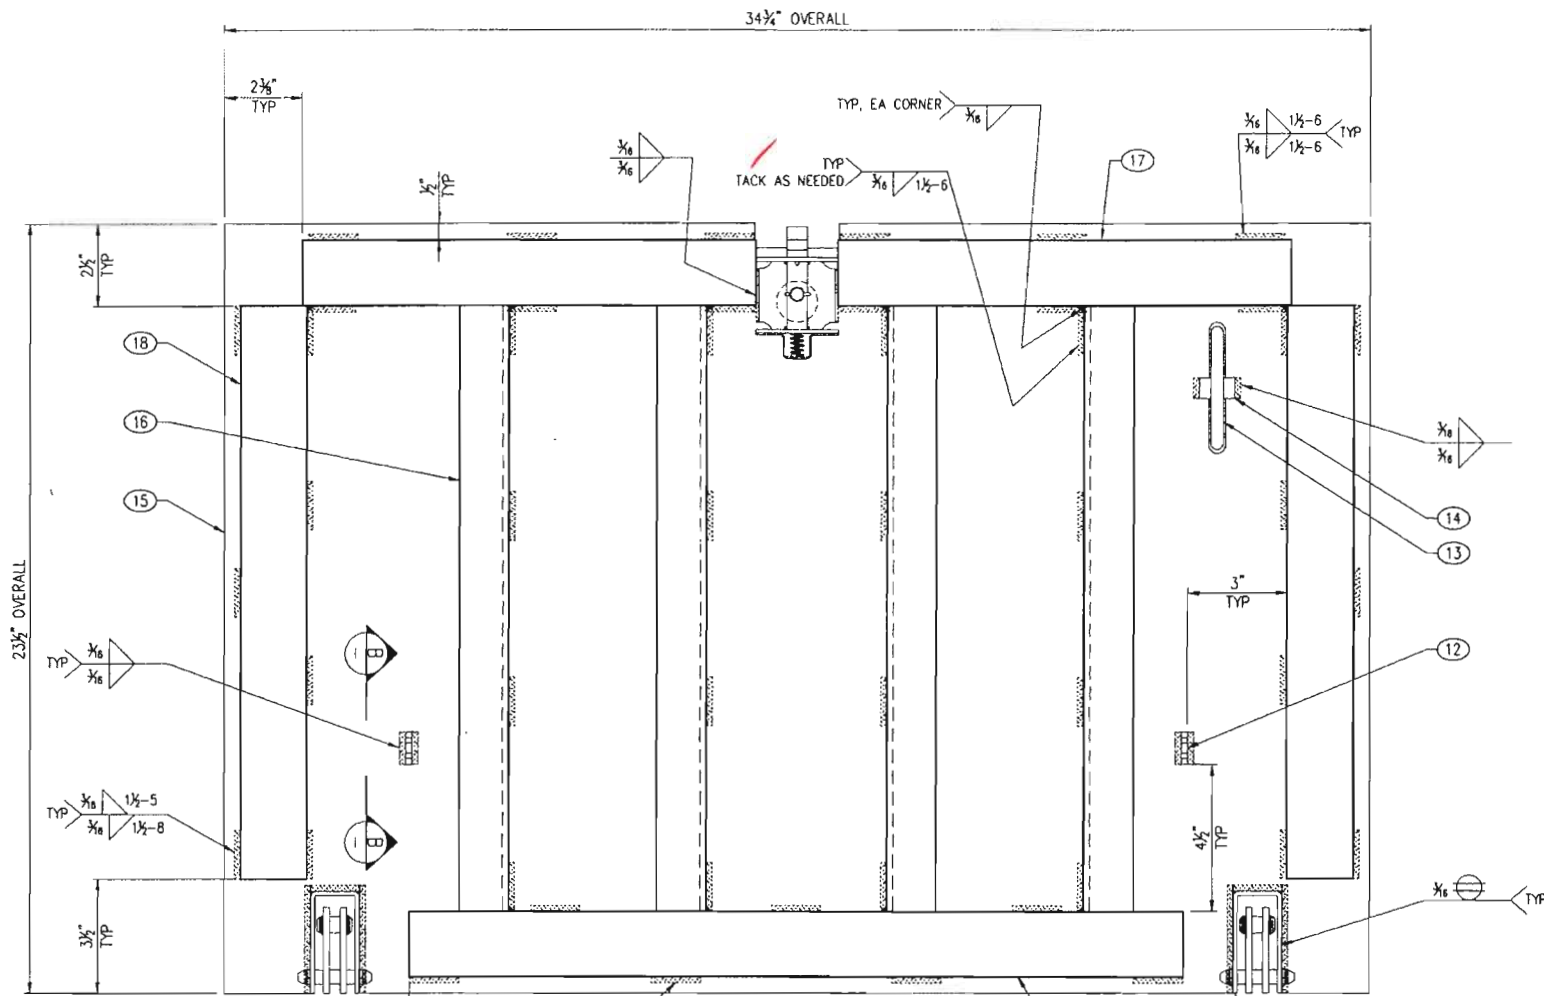 34¾" OVERALL
2⅜"
TYP
TYP, EA CORNER
3/16
3/16 1½-6
3/16 1½-6
TYP
17
3/16
3/16
TYP
TACK AS NEEDED
3/16 1½-6
½"
TYP
2½"
TYP
18
16
15
3/16
3/16
14
13
23½" OVERALL
3"
TYP
12
TYP
3/16
3/16
B
1
TYP
3/16 1½-5
3/16 1½-8
B
1
4½"
TYP
3½"
TYP
3/16
TYP